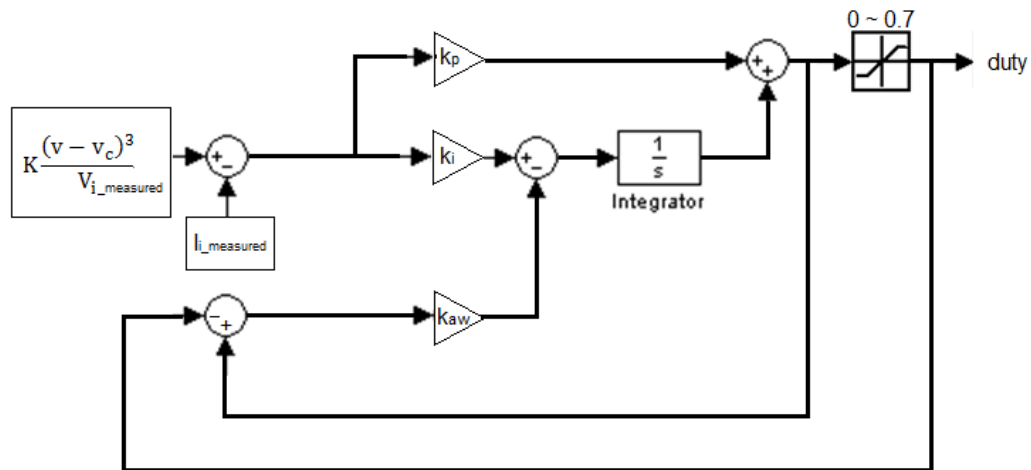 0 ~ 0.7
kp
duty
K (v − vc)³ / Vi_measured
ki
1/s
Integrator
Ii_measured
kaw